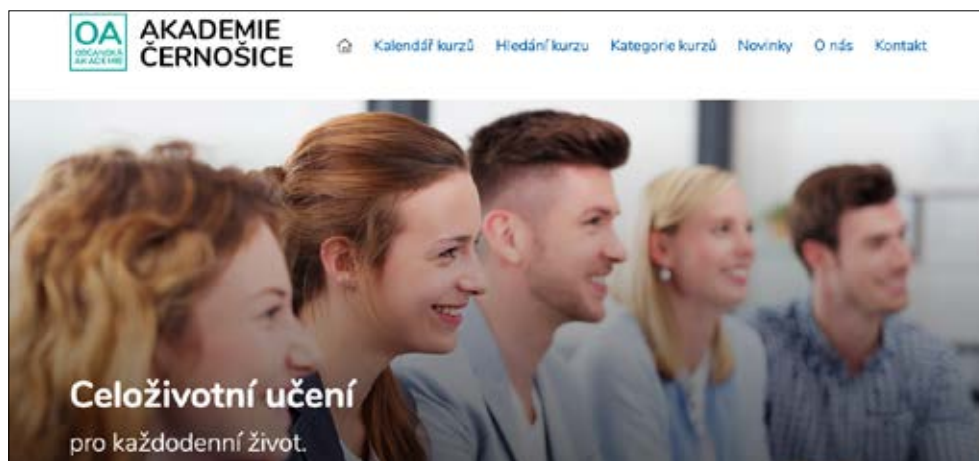 OA
OBČANSKÁ
AKADEMIE
AKADEMIE
ČERNOŠICE
Kalendář kurzů Hledání kurzu Kategorie kurzů Novinky O nás Kontakt
Celoživotní učení
pro každodenní život.